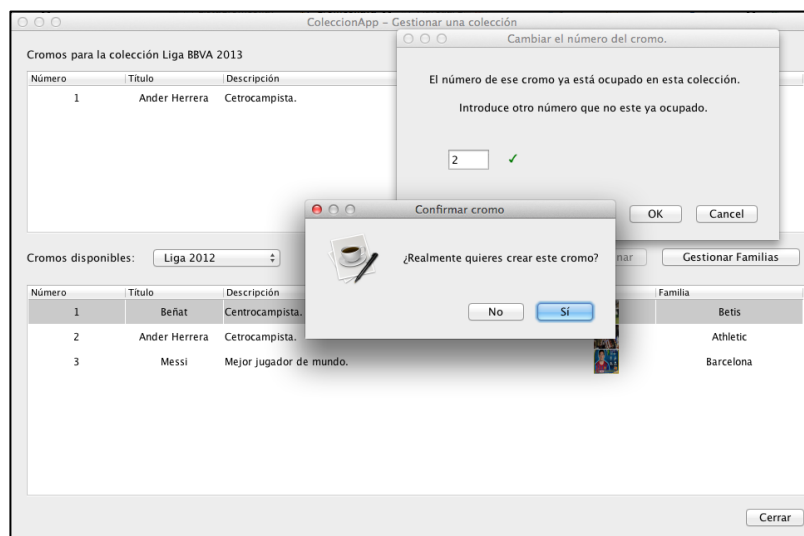 ColeccionApp – Gestionar una colección
Cambiar el número del cromo.
Cromos para la colección Liga BBVA 2013
Número Título Descripción
1 Ander Herrera Cetrocampista.
El número de ese cromo ya está ocupado en esta colección.
Introduce otro número que no este ya ocupado.
2 ✓
OK Cancel
Confirmar cromo
¿Realmente quieres crear este cromo?
No Sí
Cromos disponibles: Liga 2012 Gestionar Familias
Número Título Descripción Familia
1 Beñat Centrocampista. Betis
2 Ander Herrera Cetrocampista. Athletic
3 Messi Mejor jugador de mundo. Barcelona
Cerrar